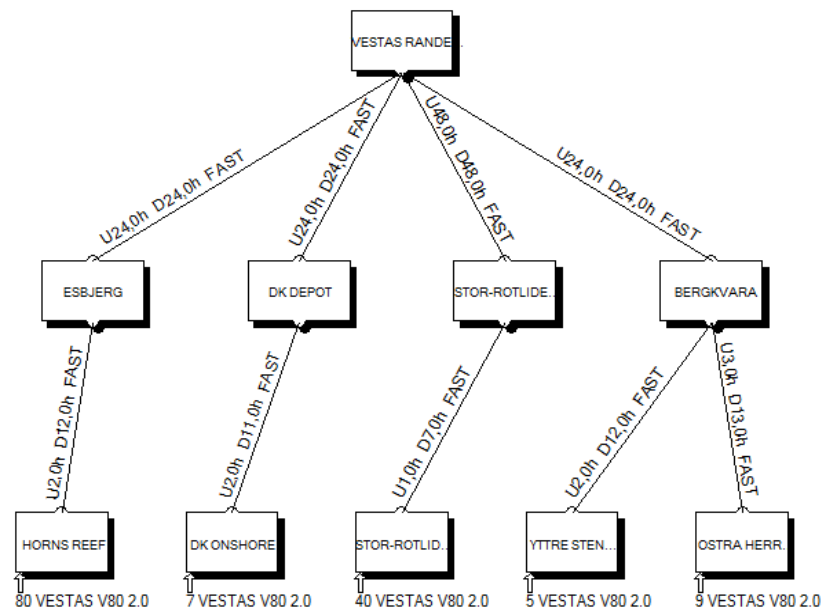 VESTAS RANDE..
U24,0h D24,0h FAST
U24,0h D24,0h FAST
U48,0h D48,0h FAST
U24,0h D24,0h FAST
ESBJERG
DK DEPOT
STOR-ROTLIDE..
BERGKVARA
U2,0h D12,0h FAST
U2,0h D11,0h FAST
U1,0h D7,0h FAST
U2,0h D12,0h FAST
U3,0h D13,0h FAST
HORNS REEF
DK ONSHORE
STOR-ROTLID..
YTTRE STEN...
OSTRA HERR..
80 VESTAS V80 2.0
7 VESTAS V80 2.0
40 VESTAS V80 2.0
5 VESTAS V80 2.0
9 VESTAS V80 2.0